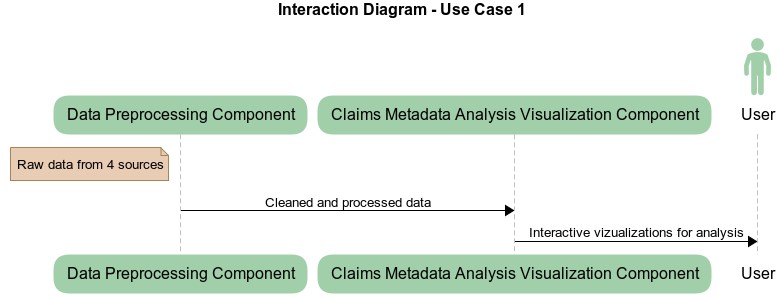 Interaction Diagram - Use Case 1
Data Preprocessing Component
Claims Metadata Analysis Visualization Component
User
Raw data from 4 sources
Cleaned and processed data
Interactive vizualizations for analysis
Data Preprocessing Component
Claims Metadata Analysis Visualization Component
User